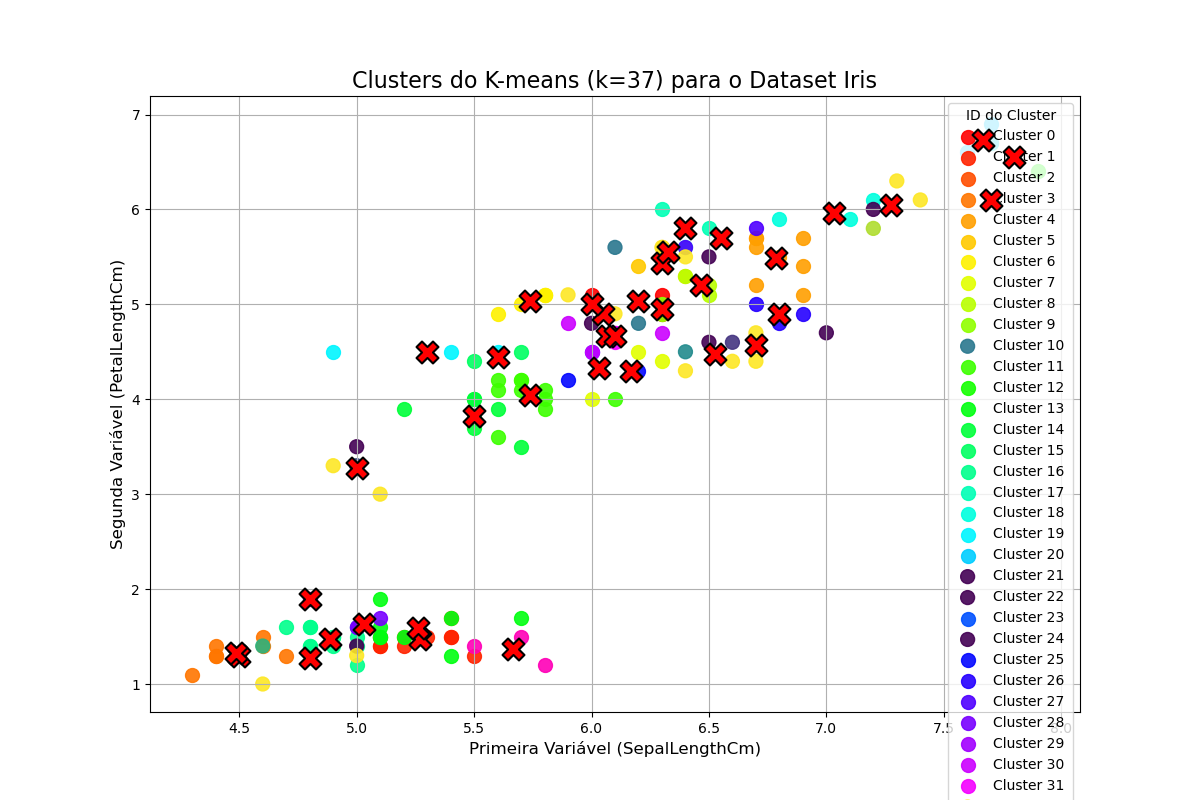 Clusters do K-means (k=37) para o Dataset Iris
Segunda Variável (PetalLengthCm)
7
6
5
4
3
2
1
4.5
5.0
5.5
6.0
6.5
7.0
7.5
8.0
Primeira Variável (SepalLengthCm)
ID do Cluster
Cluster 0
Cluster 1
Cluster 2
Cluster 3
Cluster 4
Cluster 5
Cluster 6
Cluster 7
Cluster 8
Cluster 9
Cluster 10
Cluster 11
Cluster 12
Cluster 13
Cluster 14
Cluster 15
Cluster 16
Cluster 17
Cluster 18
Cluster 19
Cluster 20
Cluster 21
Cluster 22
Cluster 23
Cluster 24
Cluster 25
Cluster 26
Cluster 27
Cluster 28
Cluster 29
Cluster 30
Cluster 31